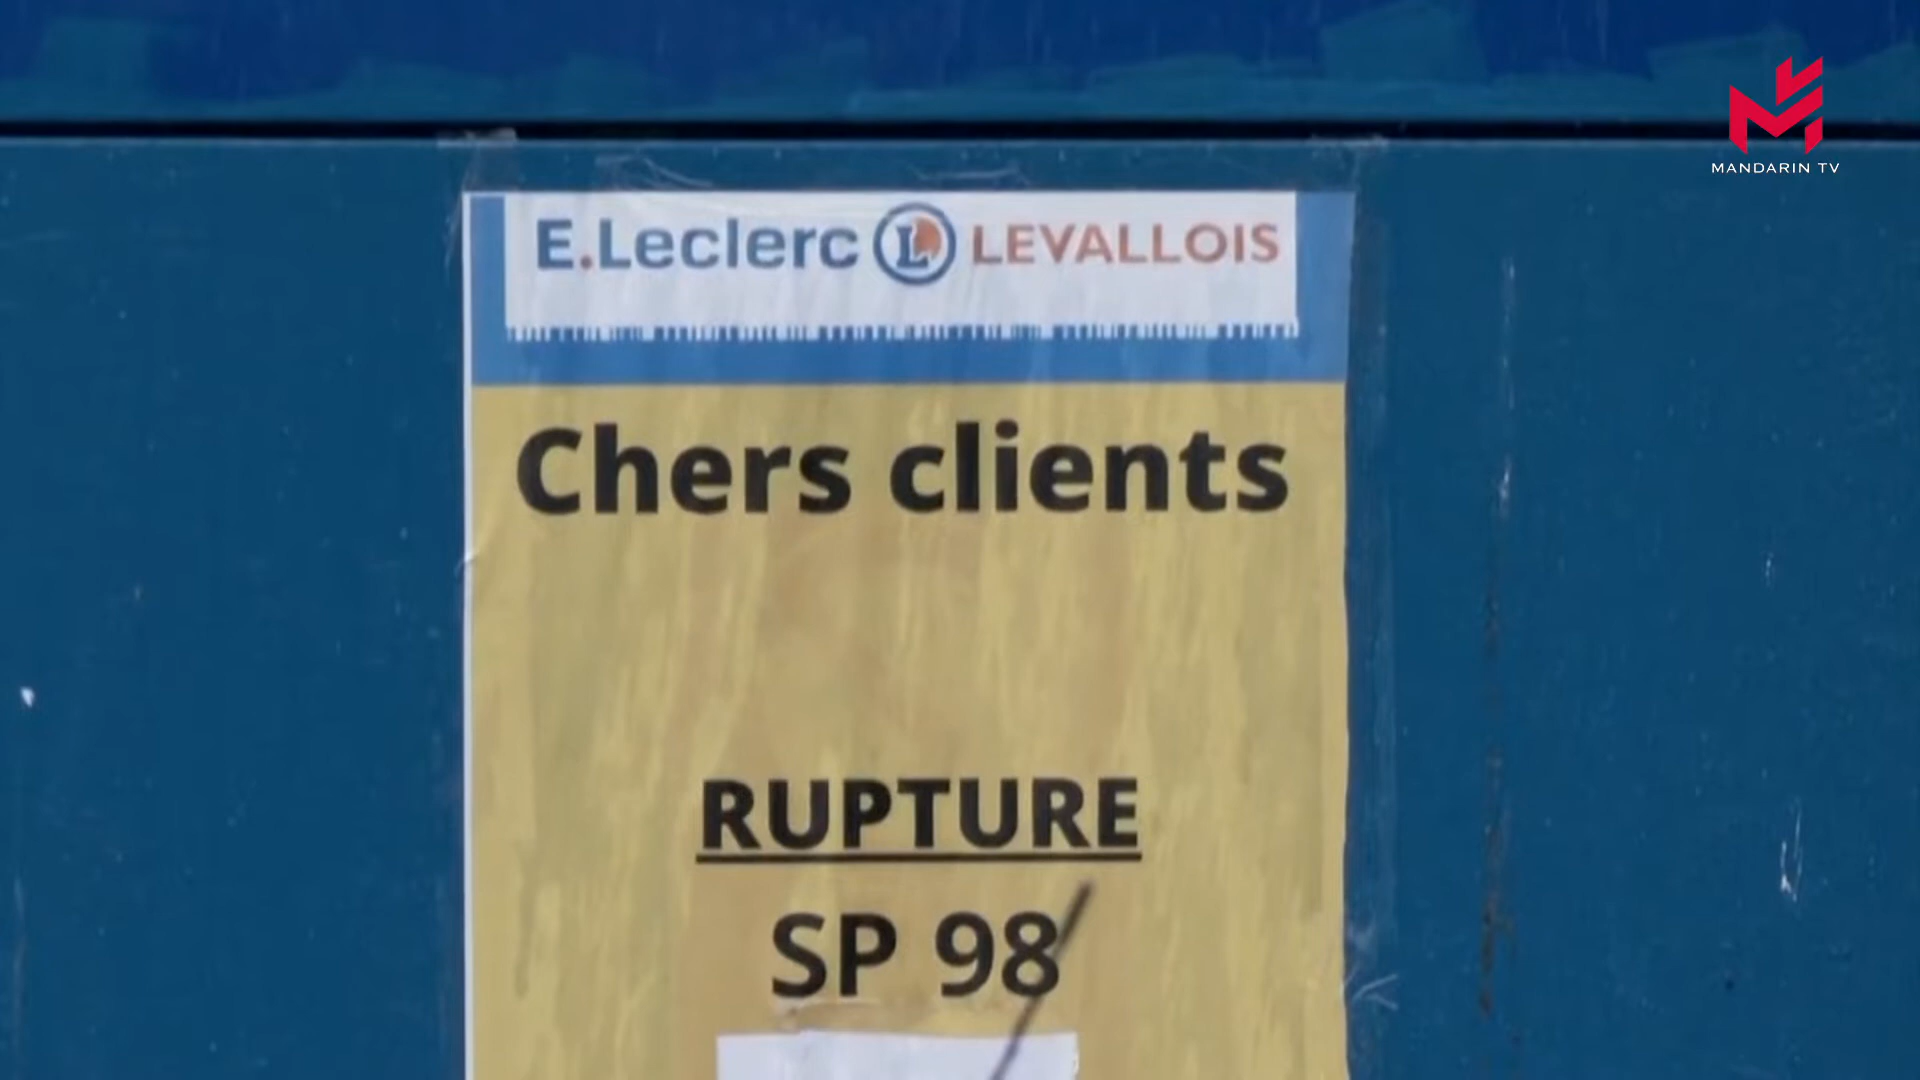 MANDARIN TV
E.Leclerc L LEVALLOIS
Chers clients
RUPTURE
SP 98